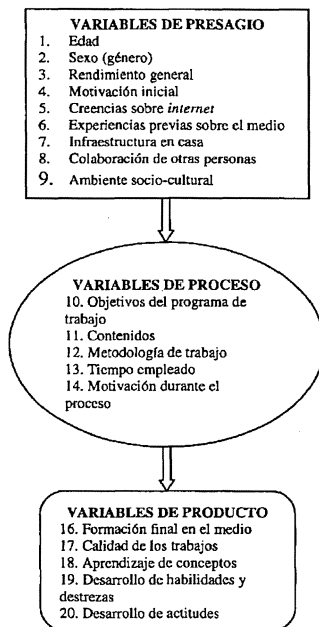 VARIABLES DE PRESAGIO
1. Edad
2. Sexo (género)
3. Rendimiento general
4. Motivación inicial
5. Creencias sobre internet
6. Experiencias previas sobre el medio
7. Infraestructura en casa
8. Colaboración de otras personas
9. Ambiente socio-cultural
VARIABLES DE PROCESO
10. Objetivos del programa de
trabajo
11. Contenidos
12. Metodología de trabajo
13. Tiempo empleado
14. Motivación durante el
proceso
VARIABLES DE PRODUCTO
16. Formación final en el medio
17. Calidad de los trabajos
18. Aprendizaje de conceptos
19. Desarrollo de habilidades y
destrezas
20. Desarrollo de actitudes